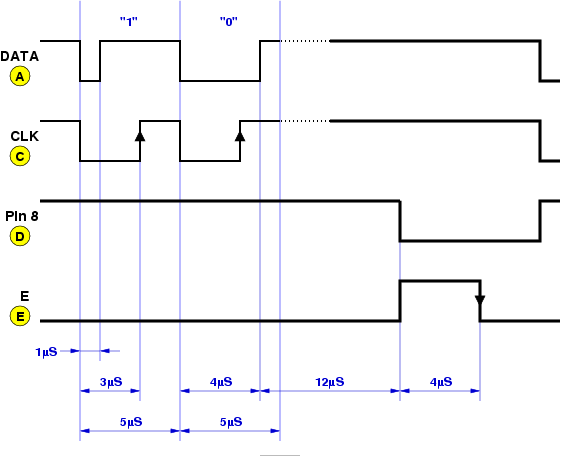 "1" "0"
DATA
A
CLK
C
Pin 8
D
E
E
1µS
3µS 4µS 12µS 4µS
5µS 5µS